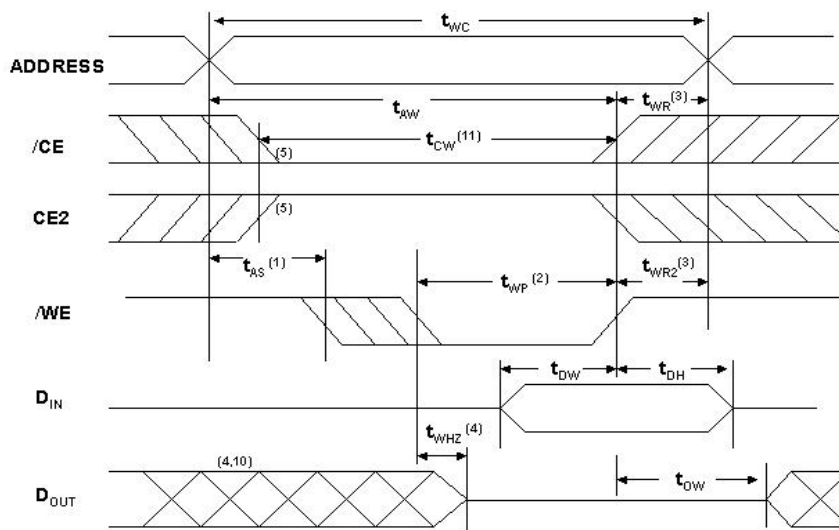 tWC
ADDRESS
tAW
tWR(3)
/CE
(5)
tCW(11)
CE2
(5)
tAS(1)
tWP(2)
tWR2(3)
/WE
tDW
tDH
DIN
tWHZ(4)
(4,10)
tOW
DOUT